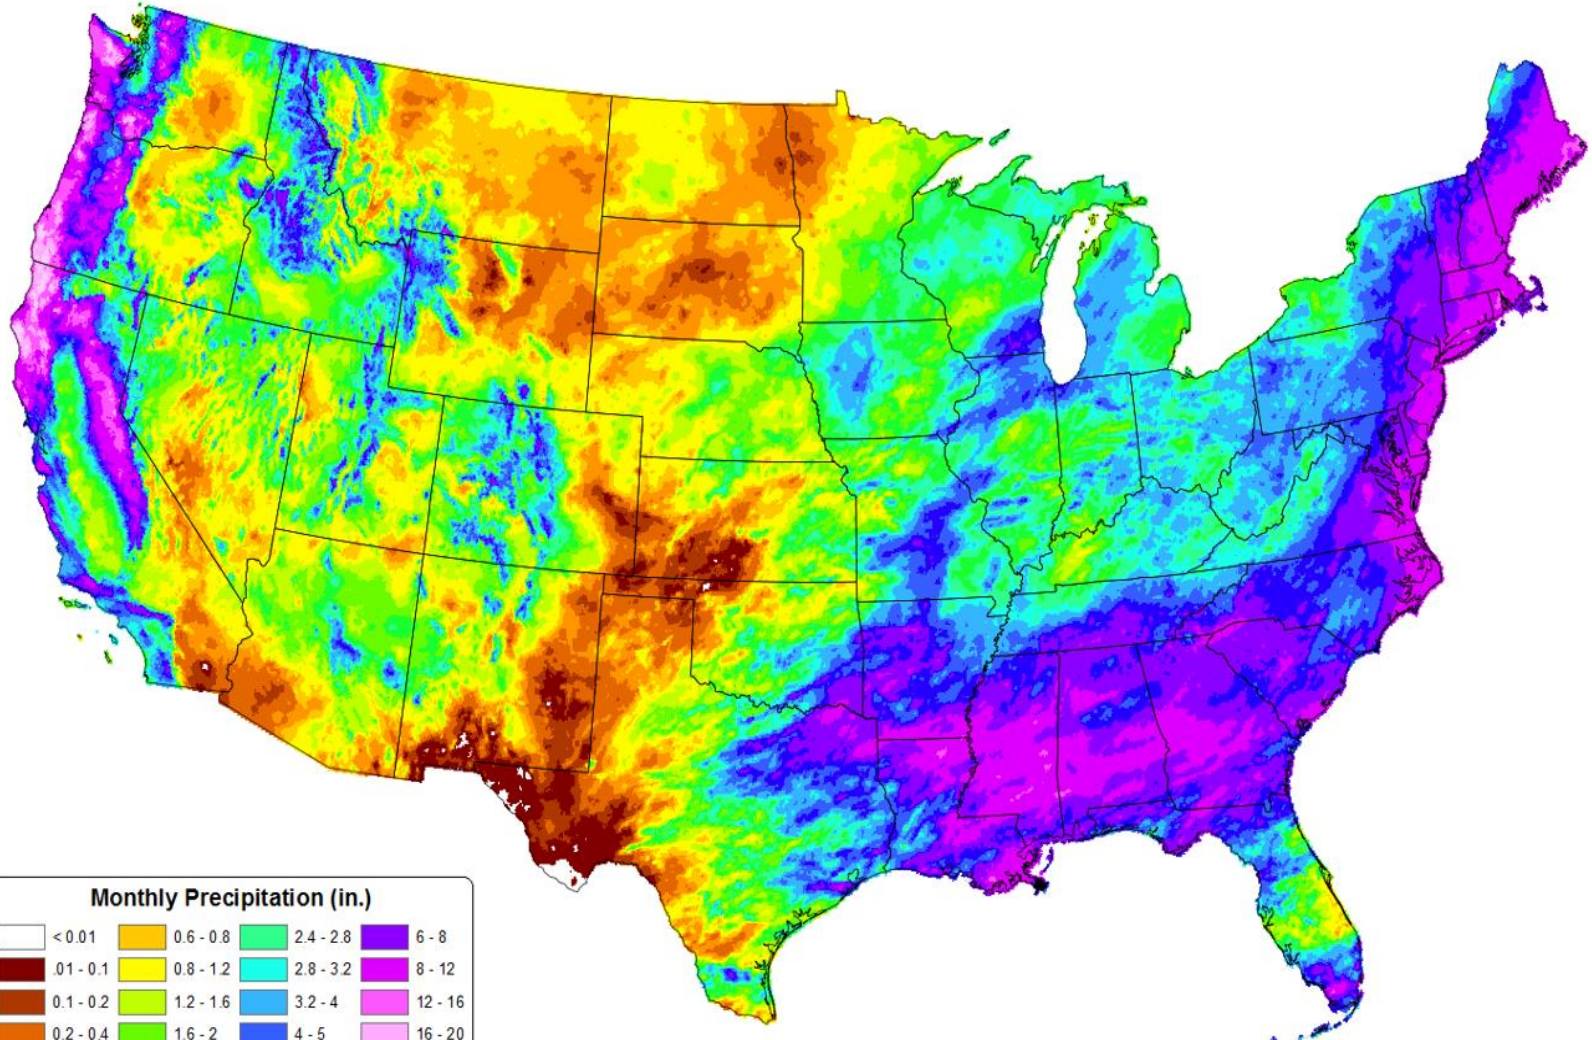 Monthly Precipitation (in.)
< 0.01 0.6 - 0.8 2.4 - 2.8 6 - 8
.01 - 0.1 0.8 - 1.2 2.8 - 3.2 8 - 12
0.1 - 0.2 1.2 - 1.6 3.2 - 4 12 - 16
0.2 - 0.4 1.6 - 2 4 - 5 16 - 20